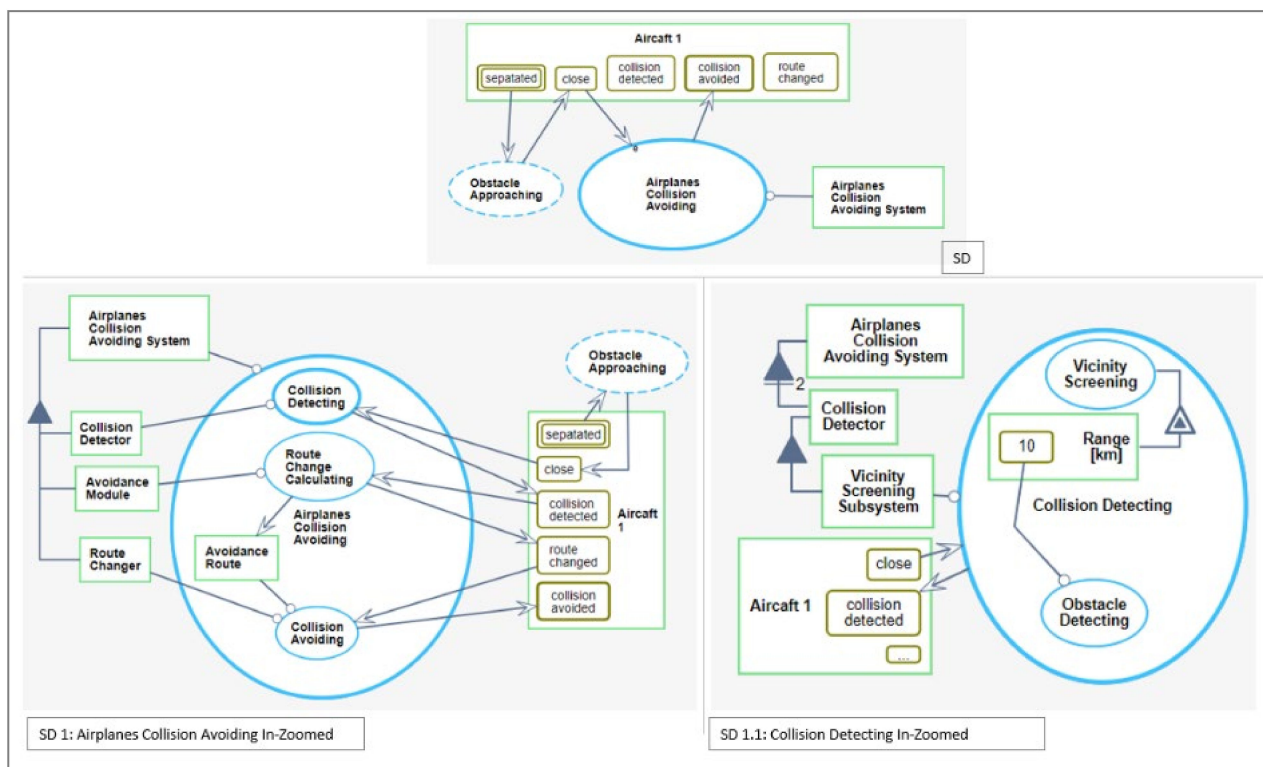 Aircaft 1
sepatated
close
collision
detected
collision
avoided
route
changed
Obstacle
Approaching
e
Airplanes
Collision
Avoiding
Airplanes
Collision
Avoiding System
SD
Airplanes
Collision
Avoiding System
Obstacle
Approaching
Collision
Detecting
Collision
Detector
sepatated
Route
Change
Calculating
close
Avoidance
Module
collision
detected
Aircaft
1
Airplanes
Collision
Avoiding
Route
Changer
Avoidance
Route
route
changed
collision
avoided
Collision
Avoiding
SD 1: Airplanes Collision Avoiding In-Zoomed
Airplanes
Collision
Avoiding System
2
Vicinity
Screening
Collision
Detector
10
Range
[km]
Vicinity
Screening
Subsystem
Collision Detecting
close
Aircaft 1
collision
detected
...
Obstacle
Detecting
SD 1.1: Collision Detecting In-Zoomed